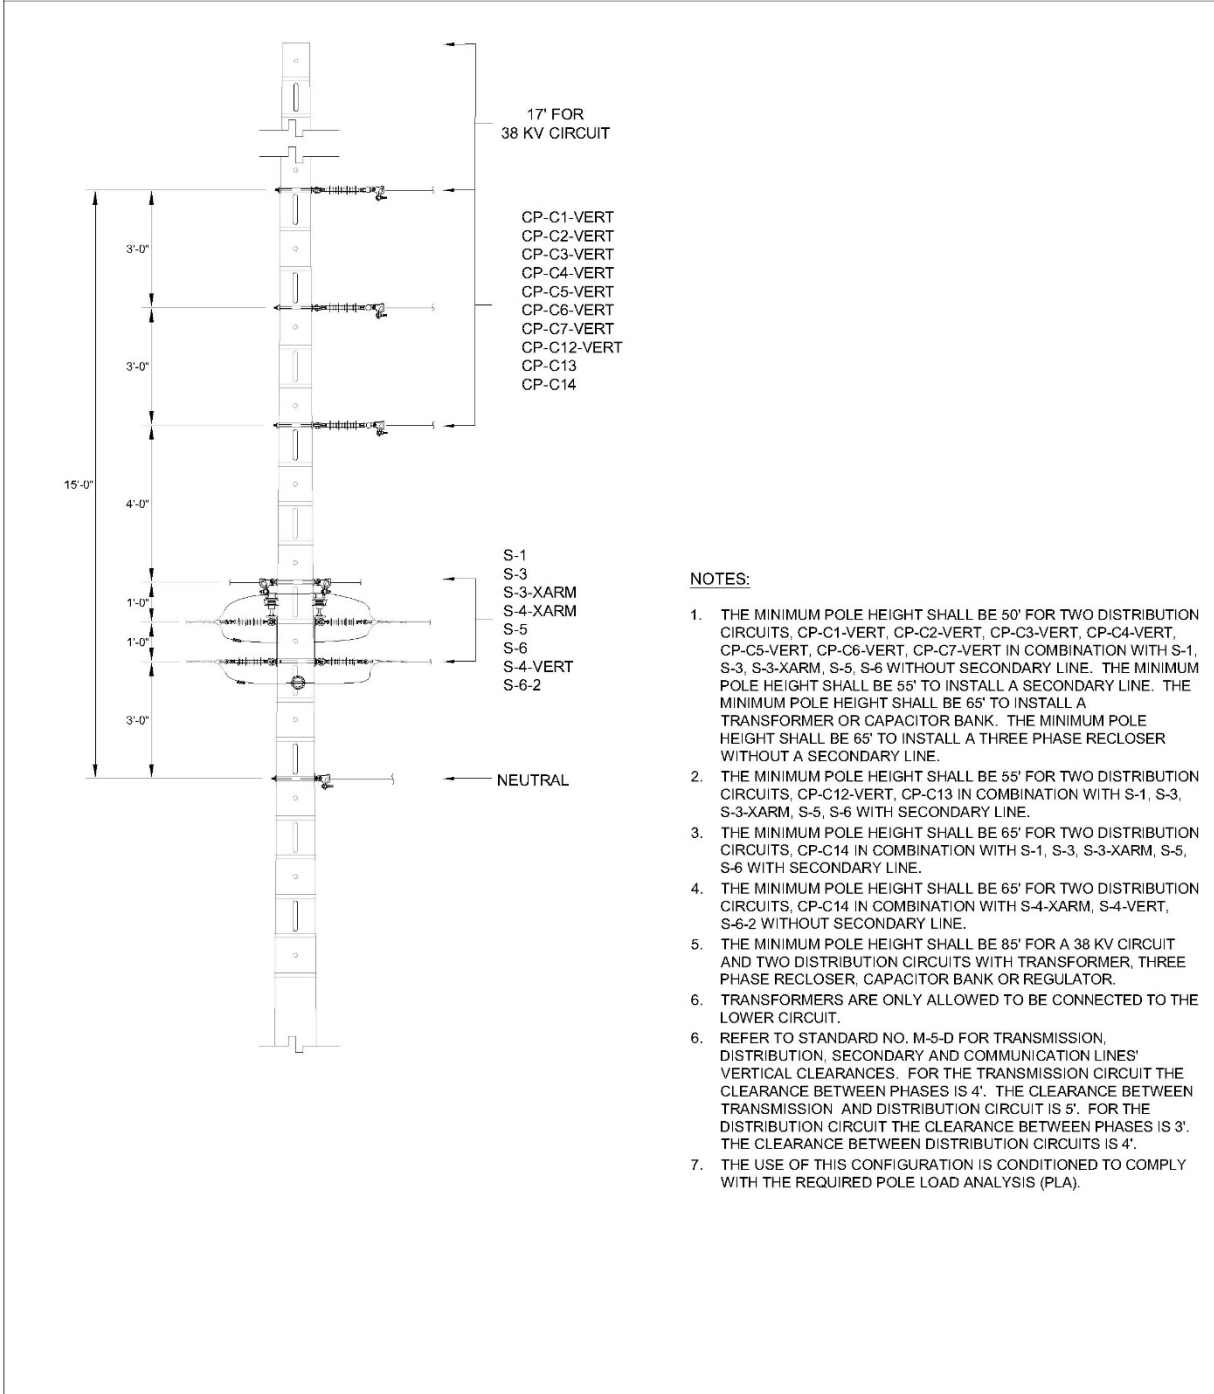 17' FOR
38 KV CIRCUIT
CP-C1-VERT
CP-C2-VERT
CP-C3-VERT
CP-C4-VERT
CP-C5-VERT
CP-C6-VERT
CP-C7-VERT
CP-C12-VERT
CP-C13
CP-C14
3'-0"
3'-0"
15'-0"
4'-0"
1'-0"
1'-0"
3'-0"
S-1
S-3
S-3-XARM
S-4-XARM
S-5
S-6
S-4-VERT
S-6-2
NEUTRAL
NOTES:
1. THE MINIMUM POLE HEIGHT SHALL BE 50' FOR TWO DISTRIBUTION
CIRCUITS, CP-C1-VERT, CP-C2-VERT, CP-C3-VERT, CP-C4-VERT,
CP-C5-VERT, CP-C6-VERT, CP-C7-VERT IN COMBINATION WITH S-1,
S-3, S-3-XARM, S-5, S-6 WITHOUT SECONDARY LINE. THE MINIMUM
POLE HEIGHT SHALL BE 55' TO INSTALL A SECONDARY LINE. THE
MINIMUM POLE HEIGHT SHALL BE 65' TO INSTALL A
TRANSFORMER OR CAPACITOR BANK. THE MINIMUM POLE
HEIGHT SHALL BE 65' TO INSTALL A THREE PHASE RECLOSER
WITHOUT A SECONDARY LINE.
2. THE MINIMUM POLE HEIGHT SHALL BE 55' FOR TWO DISTRIBUTION
CIRCUITS, CP-C12-VERT, CP-C13 IN COMBINATION WITH S-1, S-3,
S-3-XARM, S-5, S-6 WITH SECONDARY LINE.
3. THE MINIMUM POLE HEIGHT SHALL BE 65' FOR TWO DISTRIBUTION
CIRCUITS, CP-C14 IN COMBINATION WITH S-1, S-3, S-3-XARM, S-5,
S-6 WITH SECONDARY LINE.
4. THE MINIMUM POLE HEIGHT SHALL BE 65' FOR TWO DISTRIBUTION
CIRCUITS, CP-C14 IN COMBINATION WITH S-4-XARM, S-4-VERT,
S-6-2 WITHOUT SECONDARY LINE.
5. THE MINIMUM POLE HEIGHT SHALL BE 85' FOR A 38 KV CIRCUIT
AND TWO DISTRIBUTION CIRCUITS WITH TRANSFORMER, THREE
PHASE RECLOSER, CAPACITOR BANK OR REGULATOR.
6. TRANSFORMERS ARE ONLY ALLOWED TO BE CONNECTED TO THE
LOWER CIRCUIT.
6. REFER TO STANDARD NO. M-5-D FOR TRANSMISSION,
DISTRIBUTION, SECONDARY AND COMMUNICATION LINES'
VERTICAL CLEARANCES. FOR THE TRANSMISSION CIRCUIT THE
CLEARANCE BETWEEN PHASES IS 4'. THE CLEARANCE BETWEEN
TRANSMISSION AND DISTRIBUTION CIRCUIT IS 5'. FOR THE
DISTRIBUTION CIRCUIT THE CLEARANCE BETWEEN PHASES IS 3'.
THE CLEARANCE BETWEEN DISTRIBUTION CIRCUITS IS 4'.
7. THE USE OF THIS CONFIGURATION IS CONDITIONED TO COMPLY
WITH THE REQUIRED POLE LOAD ANALYSIS (PLA).